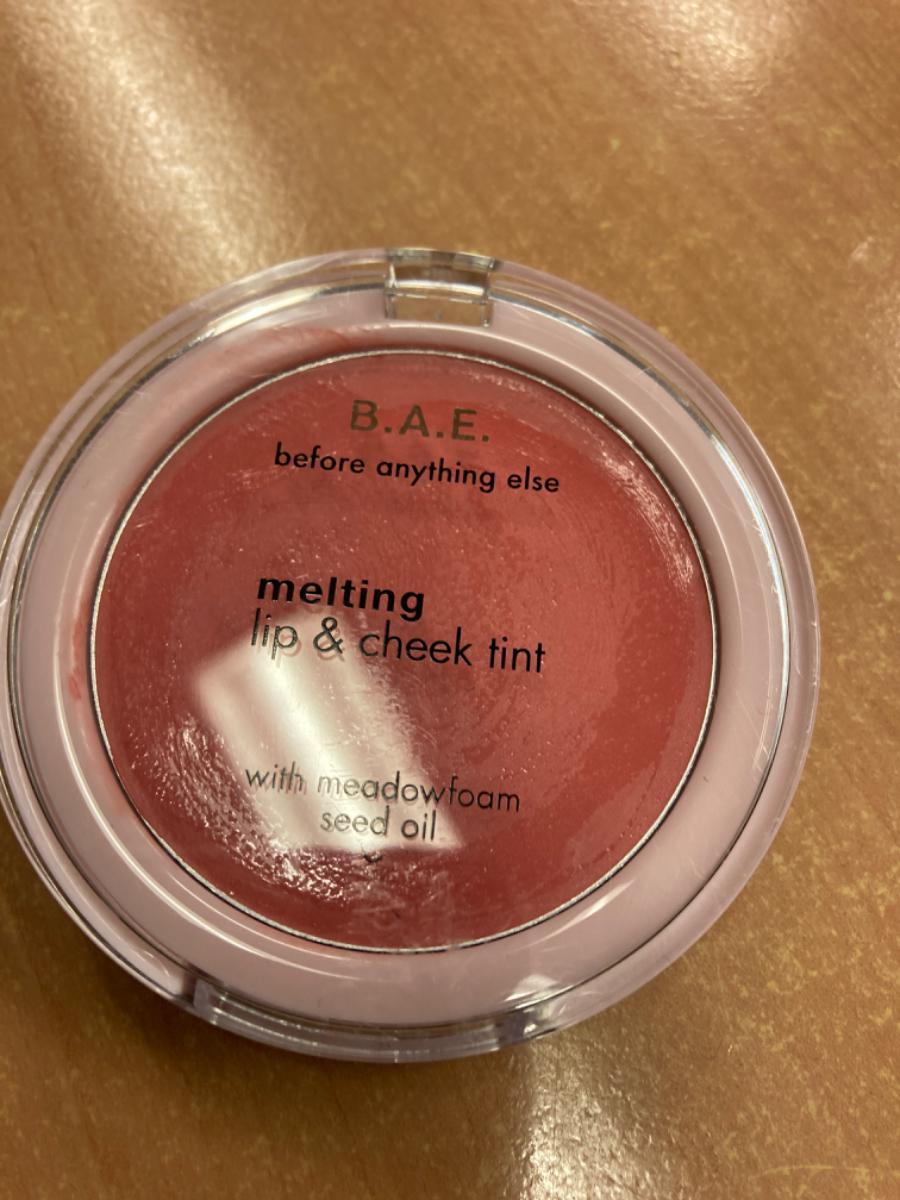 B.A.E.
before anything else
melting
lip & cheek tint
with meadowfoam
seed oil